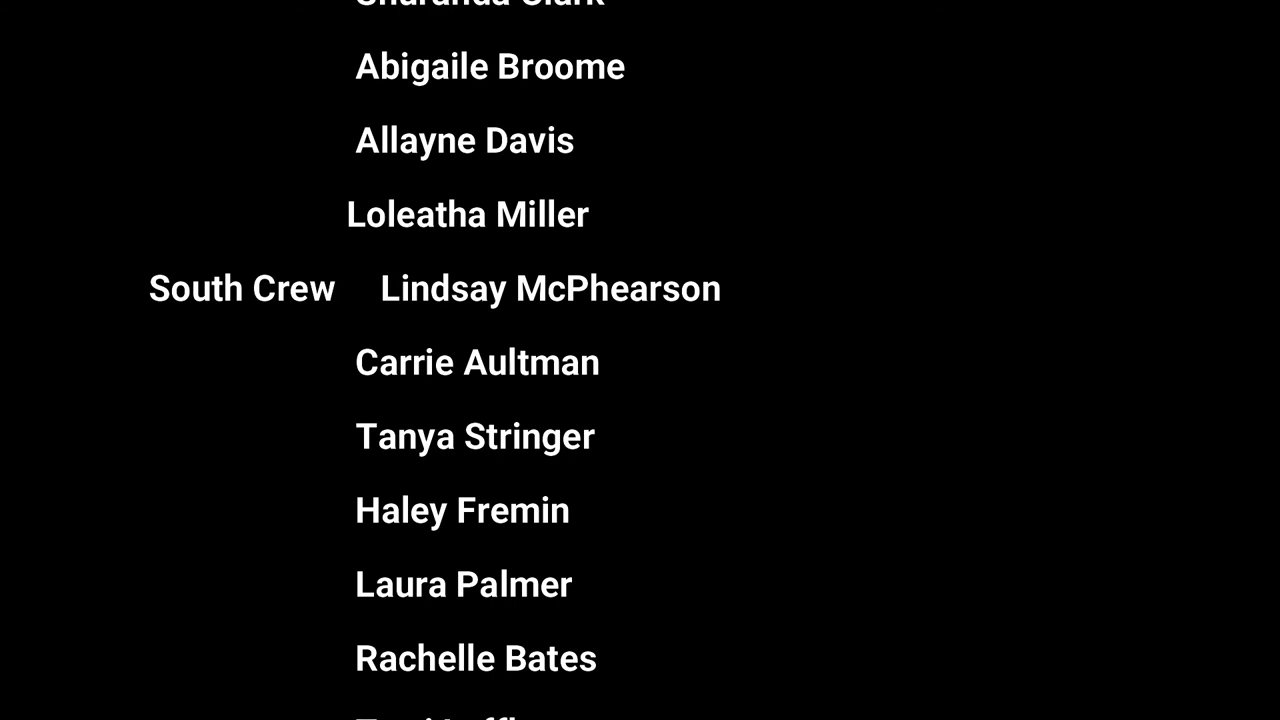 Abigaile Broome
Allayne Davis
Loleatha Miller
South Crew Lindsay McPhearson
Carrie Aultman
Tanya Stringer
Haley Fremin
Laura Palmer
Rachelle Bates